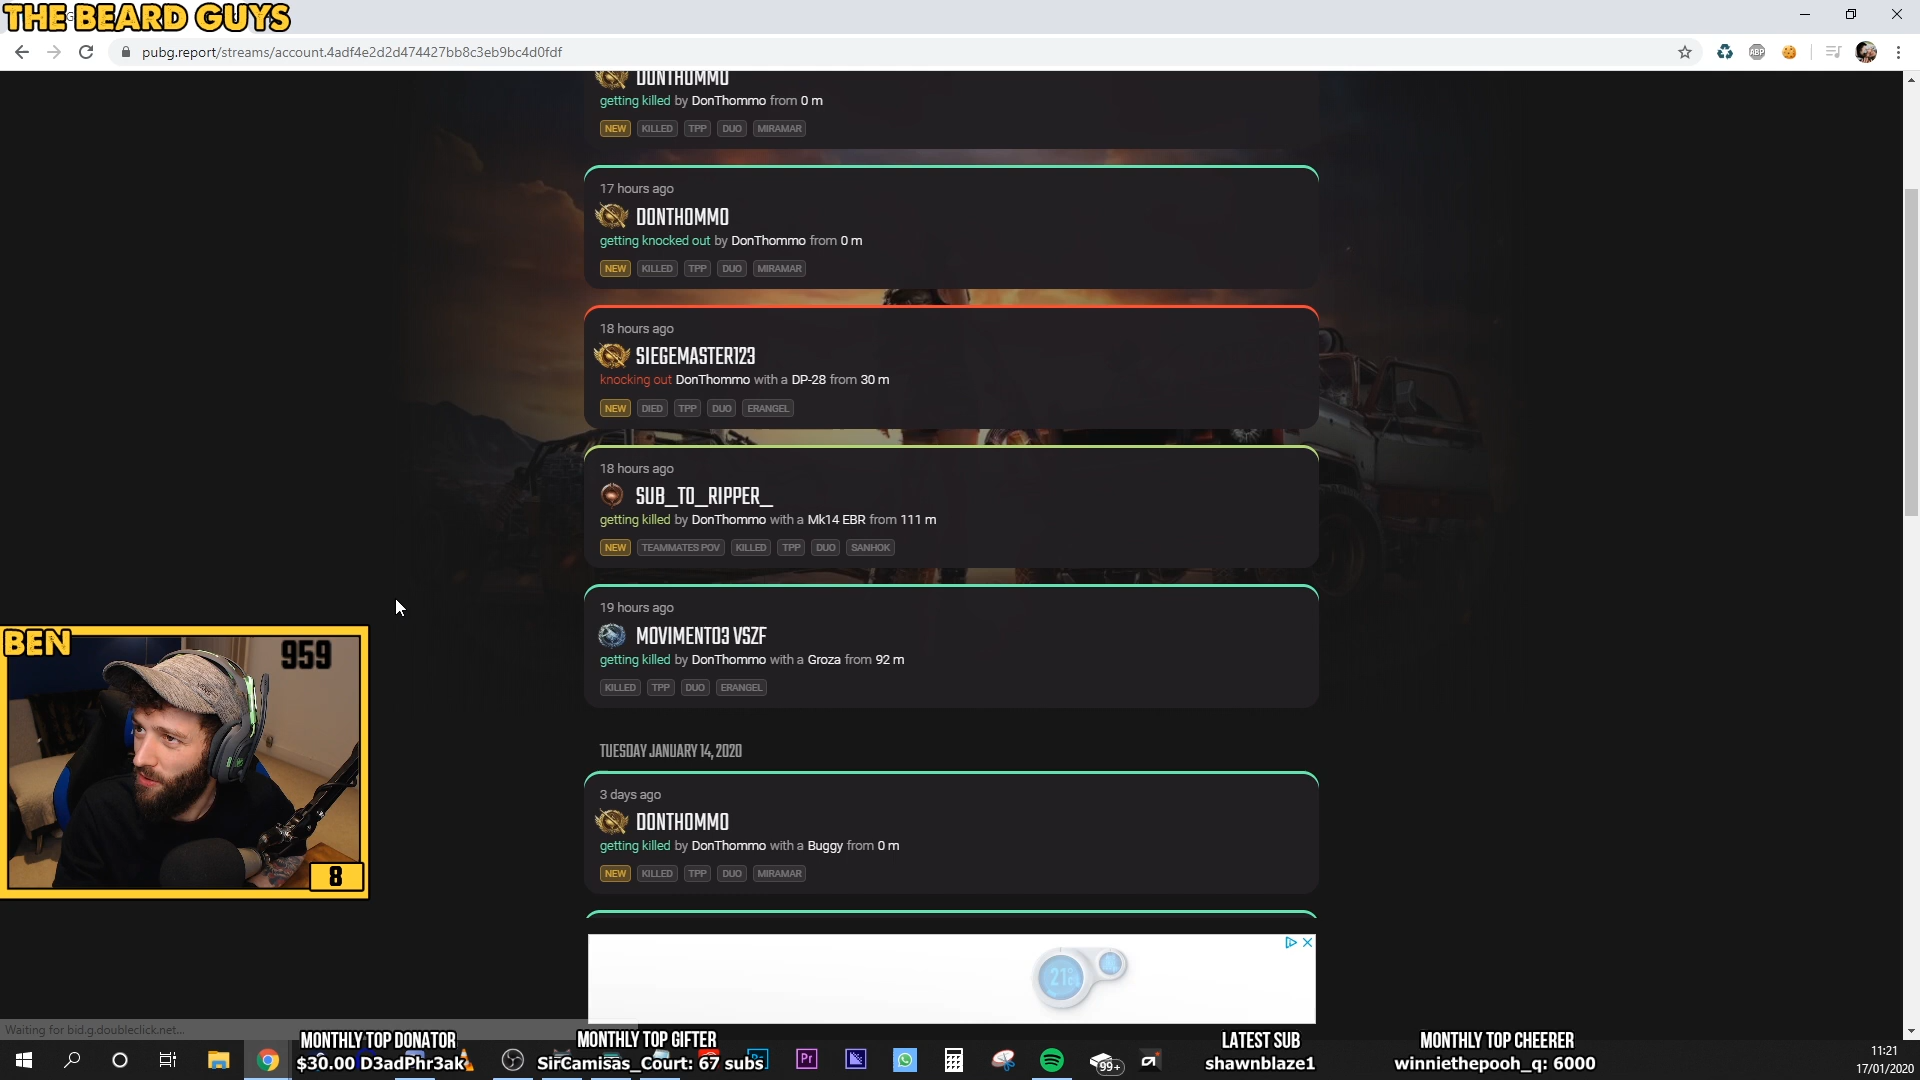 THE BEARD GUYS
pubg.report/streams/account.4adf4e2d2d474427bb8c3eb9bc4d0fdf
ABP
DONTHOMMO
getting killed by DonThommo from 0 m
NEW KILLED TPP DUO MIRAMAR
17 hours ago
DONTHOMMO
getting knocked out by DonThommo from 0 m
NEW KILLED TPP DUO MIRAMAR
18 hours ago
SIEGEMASTER123
knocking out DonThommo with a DP-28 from 30 m
NEW DIED TPP DUO ERANGEL
18 hours ago
SUB_TO_RIPPER_
getting killed by DonThommo with a Mk14 EBR from 111 m
NEW TEAMMATES POV KILLED TPP DUO SANHOK
19 hours ago
MOVIMENTO3 VSZF
getting killed by DonThommo with a Groza from 92 m
KILLED TPP DUO ERANGEL
TUESDAY JANUARY 14, 2020
3 days ago
DONTHOMMO
getting killed by DonThommo with a Buggy from 0 m
NEW KILLED TPP DUO MIRAMAR
BEN
959
8
21°
Waiting for bid.g.doubleclick.net...
MONTHLY TOP DONATOR
$30.00 D3adPhr3ak
MONTHLY TOP GIFTER
SirCamisas_Court: 67 subs
Pr
99+
LATEST SUB
shawnblaze1
MONTHLY TOP CHEERER
winniethepooh_q: 6000
11:21
17/01/2020